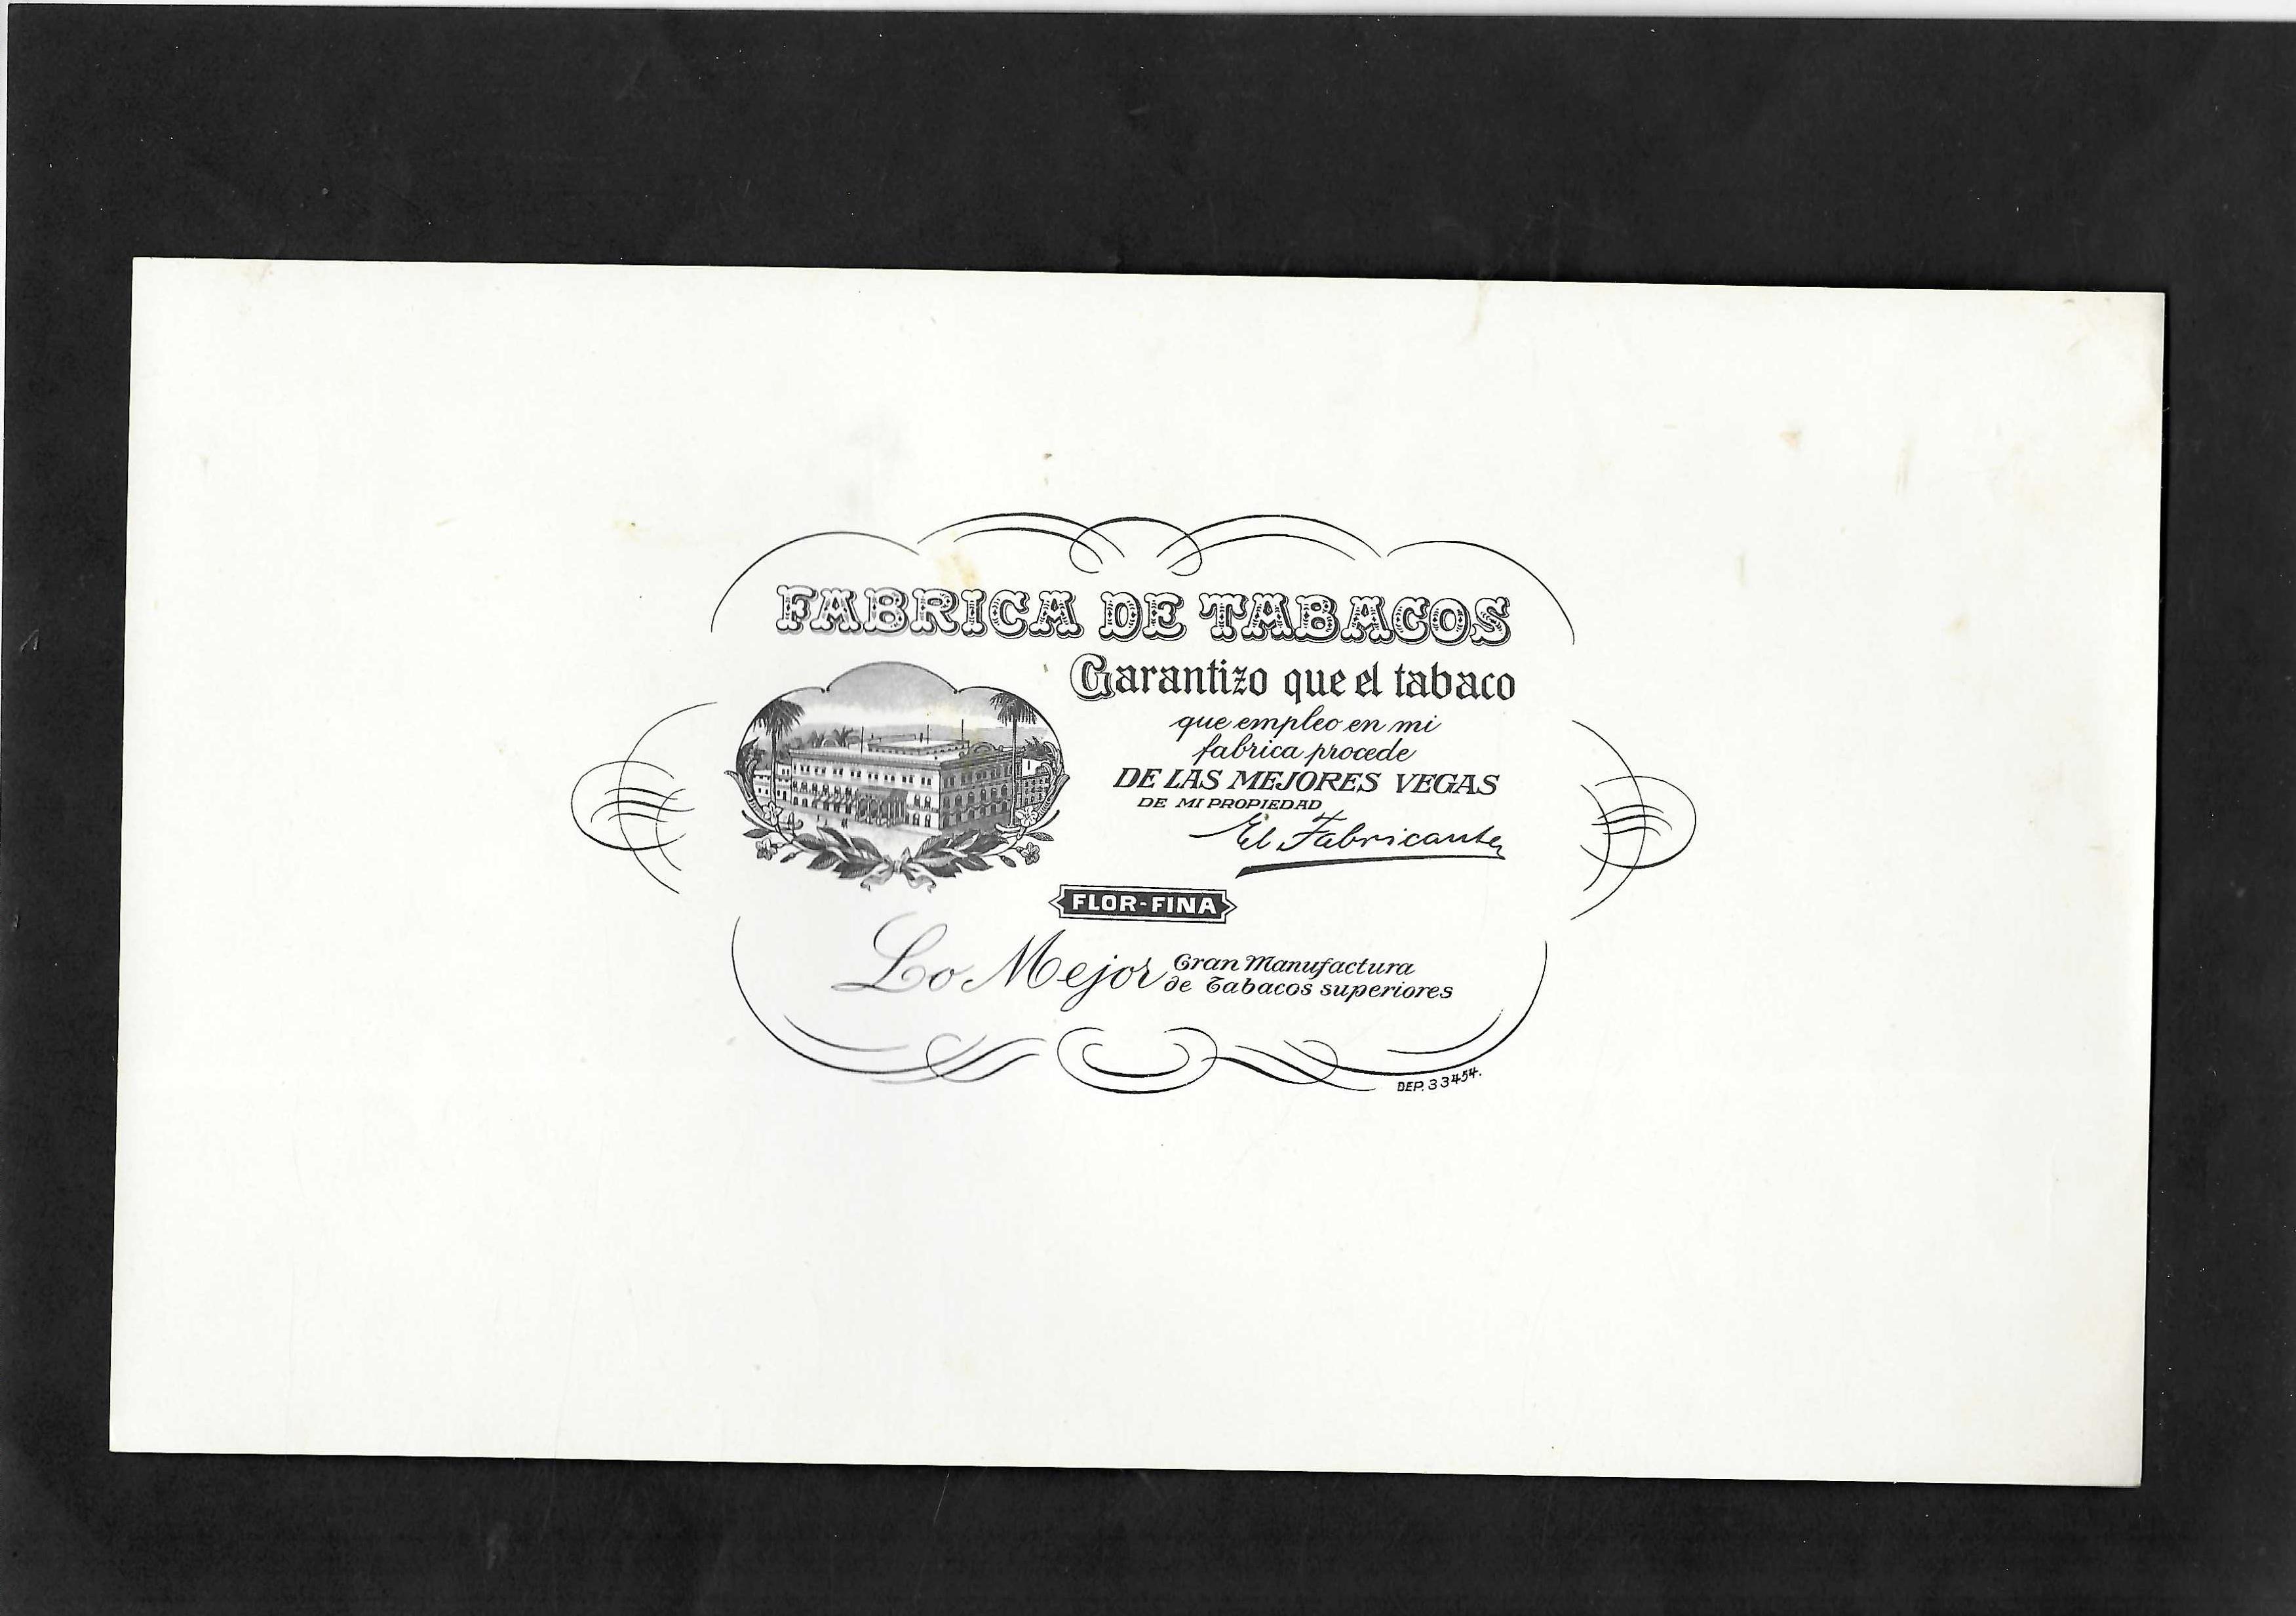 FABRICA DE TABACOS
Garantizo que el tabaco
que empleo en mi
fabrica procede
DE LAS MEJORES VEGAS
DE MI PROPIEDAD
El Fabricante
FLOR-FINA
Lo Mejor
Gran Manufactura
de Tabacos superiores
DEP. 33454.